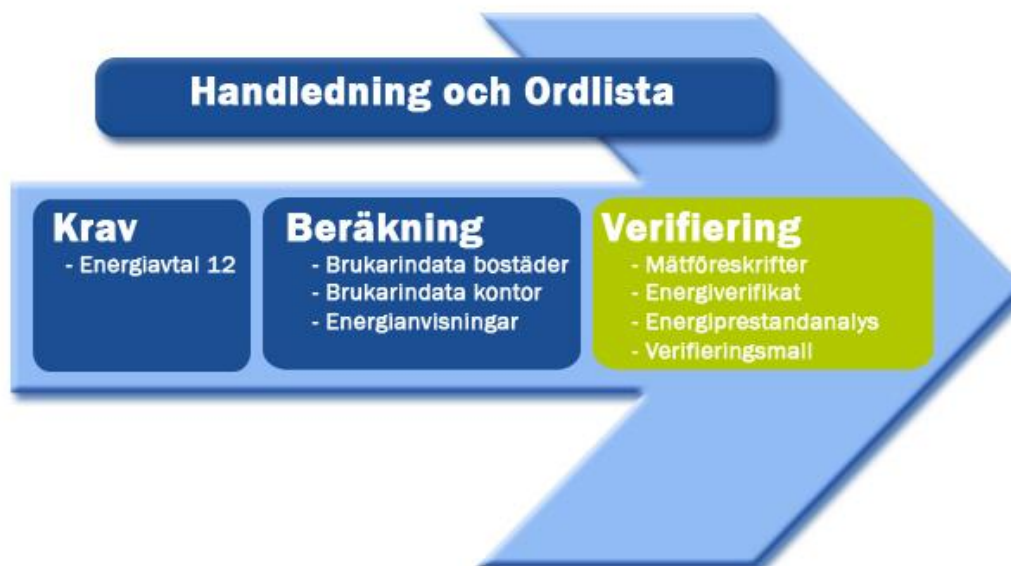 Handledning och Ordlista
Krav
- Energiavtal 12
Beräkning
- Brukarindata bostäder
- Brukarindata kontor
- Energianvisningar
Verifiering
- Mätföreskrifter
- Energiverifikat
- Energiprestandanalys
- Verifieringsmall